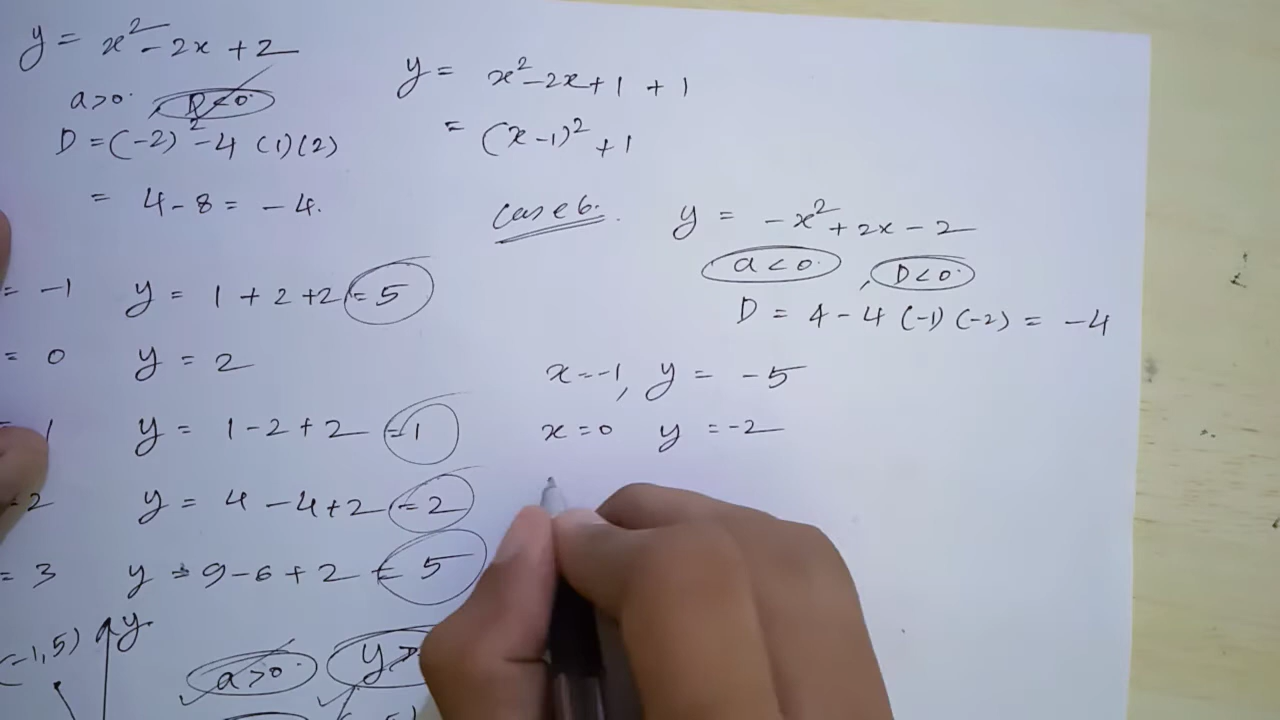 y = x² - 2x + 2
a>0, D<0.
D = (-2)² - 4 (1)(2)
= 4 - 8 = -4.
= -1 y = 1 + 2 + 2 = 5
= 0 y = 2
1 y = 1 - 2 + 2 = 1
= 2 y = 4 - 4 + 2 = 2
= 3 y = 9 - 6 + 2 = 5
(-1, 5) y
a>0. y>
y = x² - 2x + 1 + 1
= (x - 1)² + 1
Case 6.
y = -x² + 2x - 2
a<0. , D<0.
D = 4 - 4 (-1) (-2) = -4
x = -1, y = -5
x = 0 y = -2